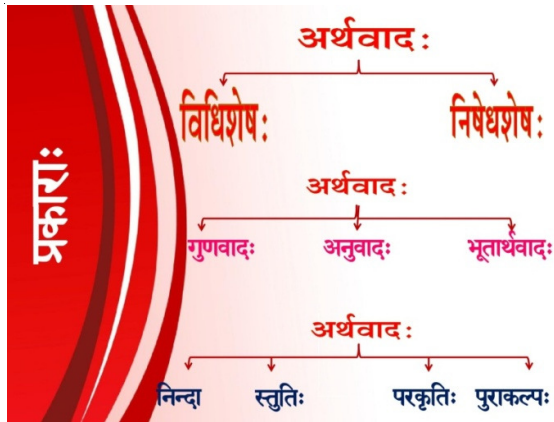 प्रकाराः
अर्थवादः
विधिशेषः निषेधशेषः
अर्थवादः
गुणवादः अनुवादः भूतार्थवादः
अर्थवादः
निन्दा स्तुतिः परकृतिः पुराकल्पः